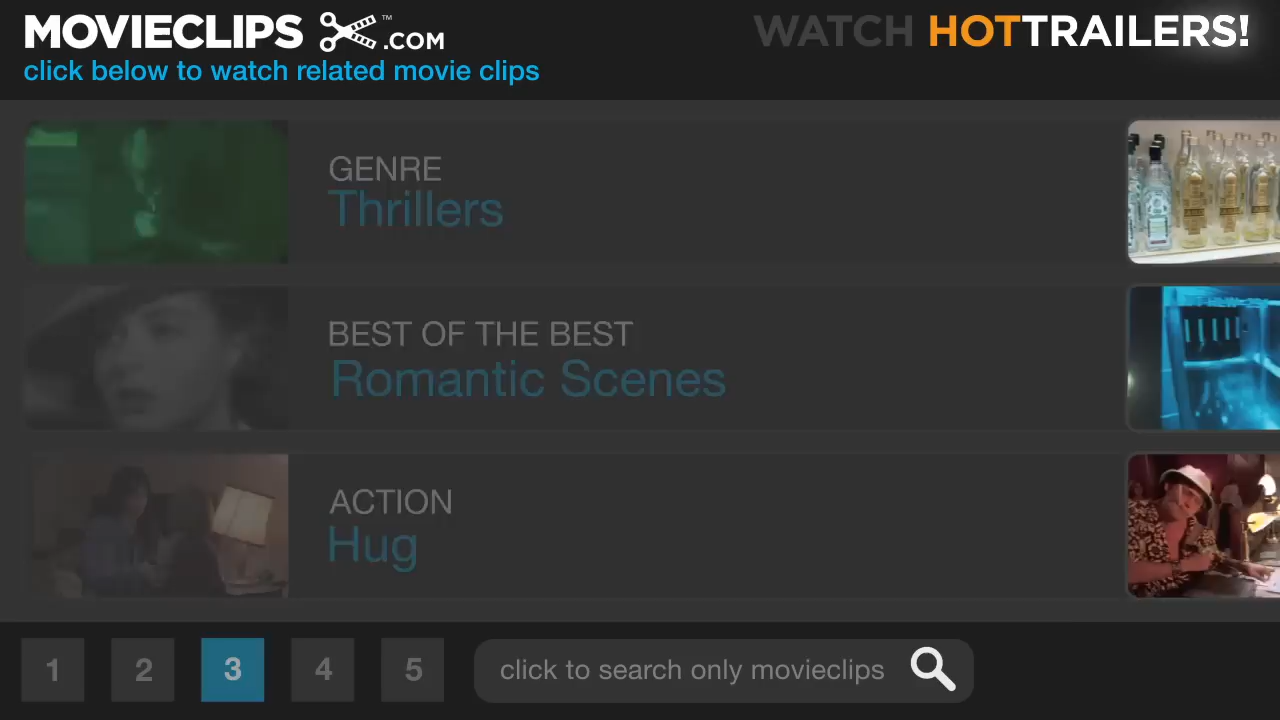 MOVIECLIPS ™ .COM
WATCH HOTTRAILERS!
click below to watch related movie clips
GENRE
Thrillers
BEST OF THE BEST
Romantic Scenes
ACTION
Hug
1 2 3 4 5
click to search only movieclips